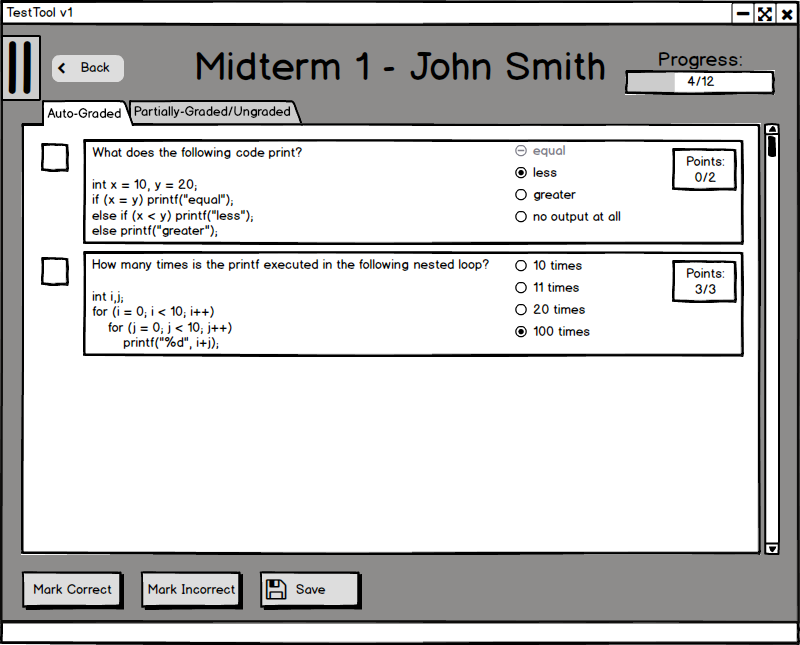 TestTool v1
Back
Midterm 1 - John Smith
Progress:
4/12
Auto-Graded
Partially-Graded/Ungraded
What does the following code print?
int x = 10, y = 20;
if (x = y) printf("equal");
else if (x < y) printf("less");
else printf("greater");
equal
less
greater
no output at all
Points:
0/2
How many times is the printf executed in the following nested loop?
int i,j;
for (i = 0; i < 10; i++)
for (j = 0; j < 10; j++)
printf("%d", i+j);
10 times
11 times
20 times
100 times
Points:
3/3
Mark Correct
Mark Incorrect
Save